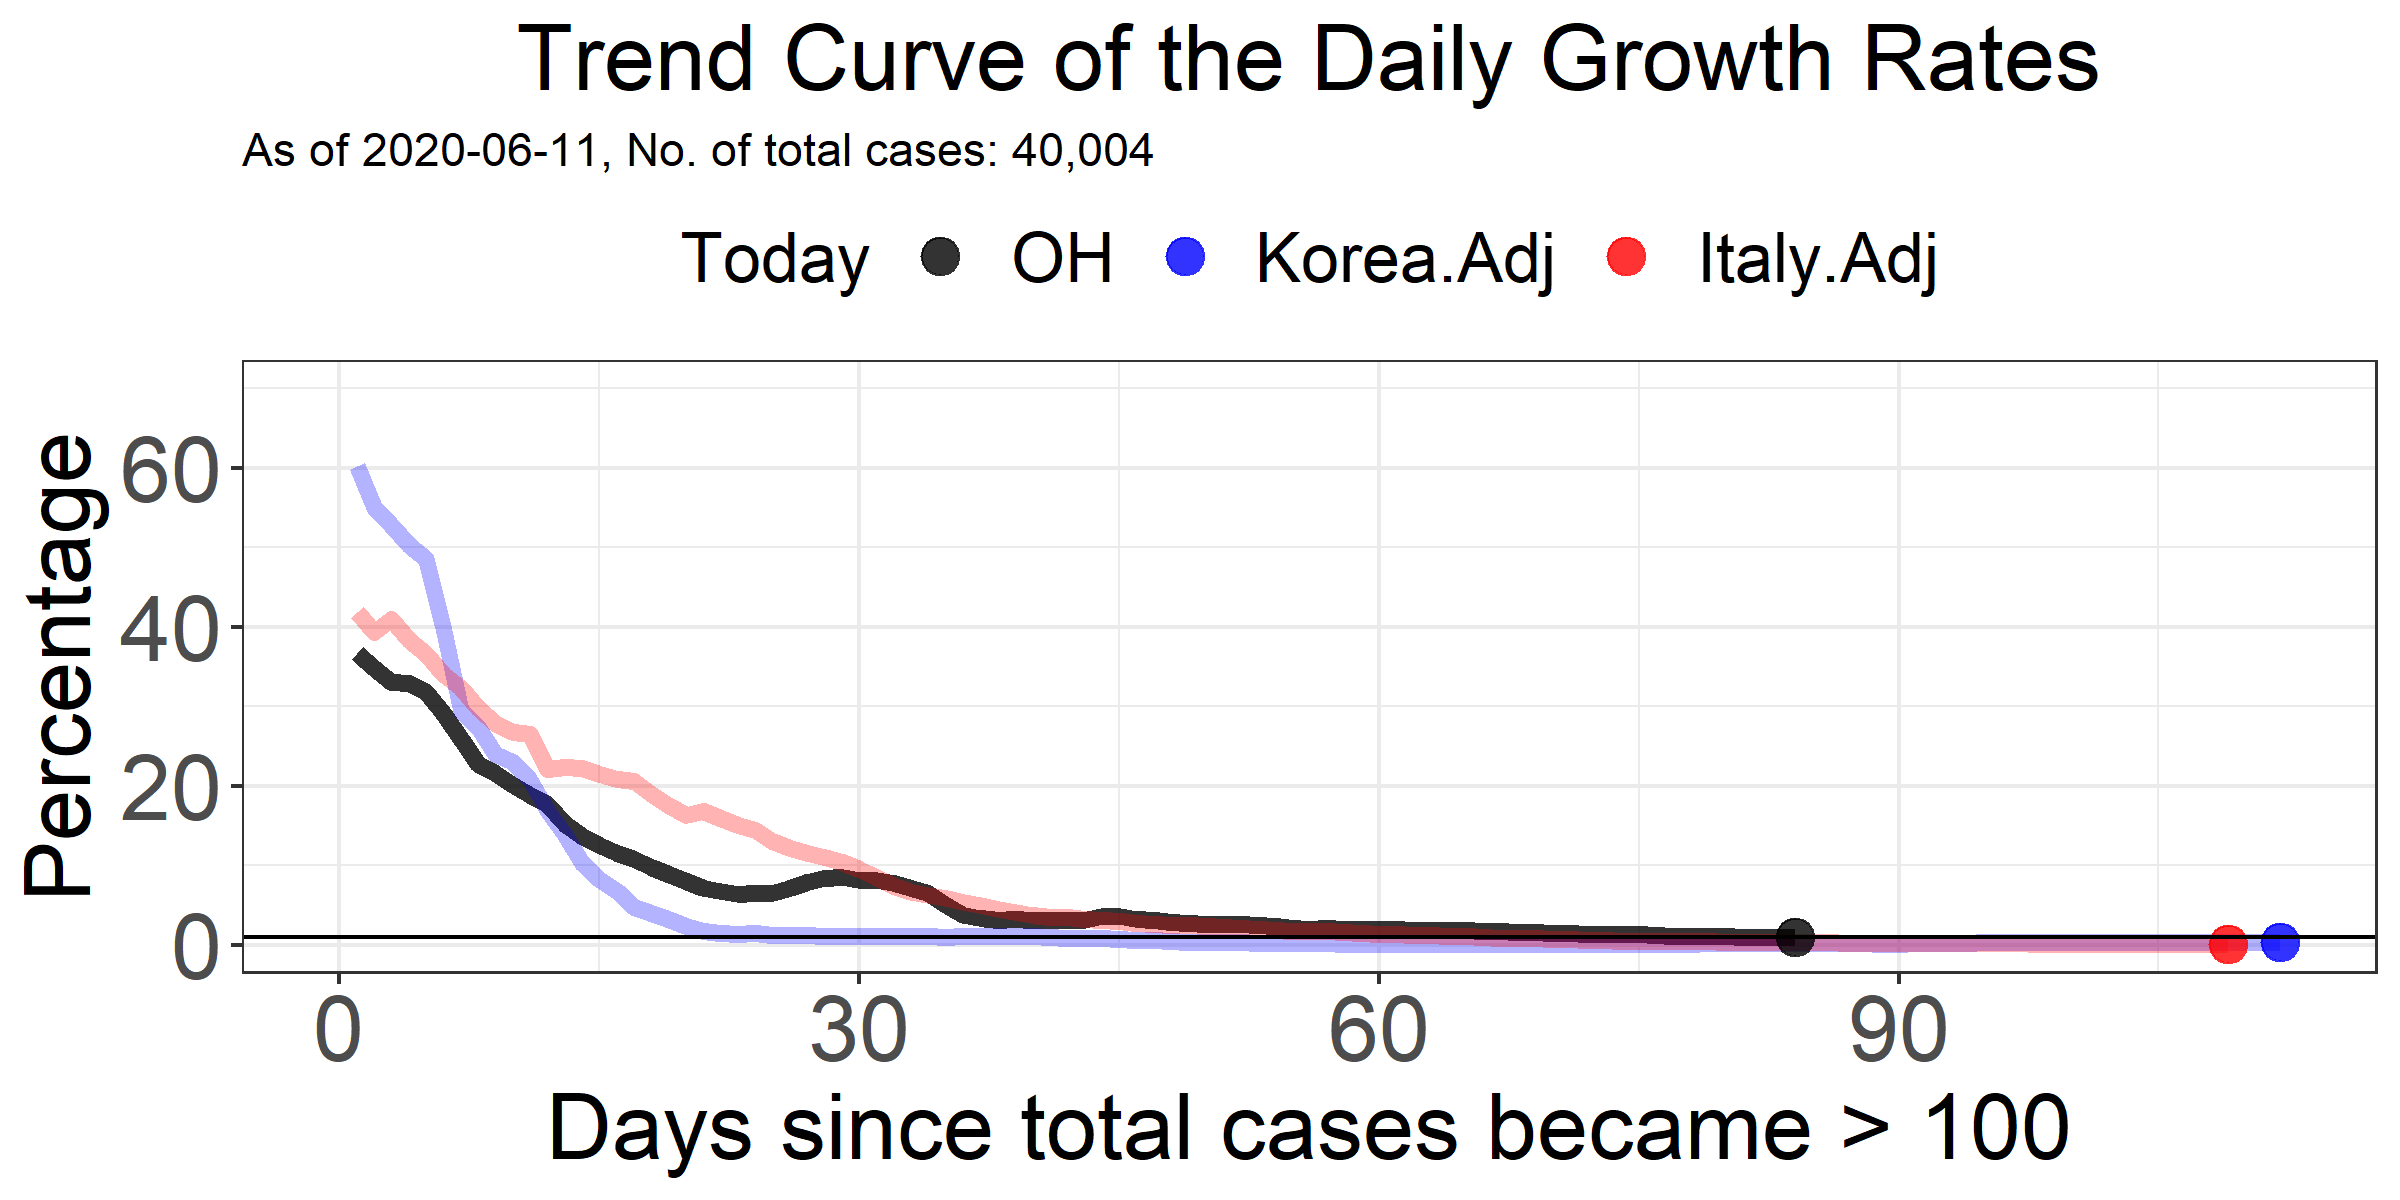 Trend Curve of the Daily Growth Rates
As of 2020-06-11, No. of total cases: 40,004
Today OH Korea.Adj Italy.Adj
Percentage
60
40
20
0
0 30 60 90
Days since total cases became > 100